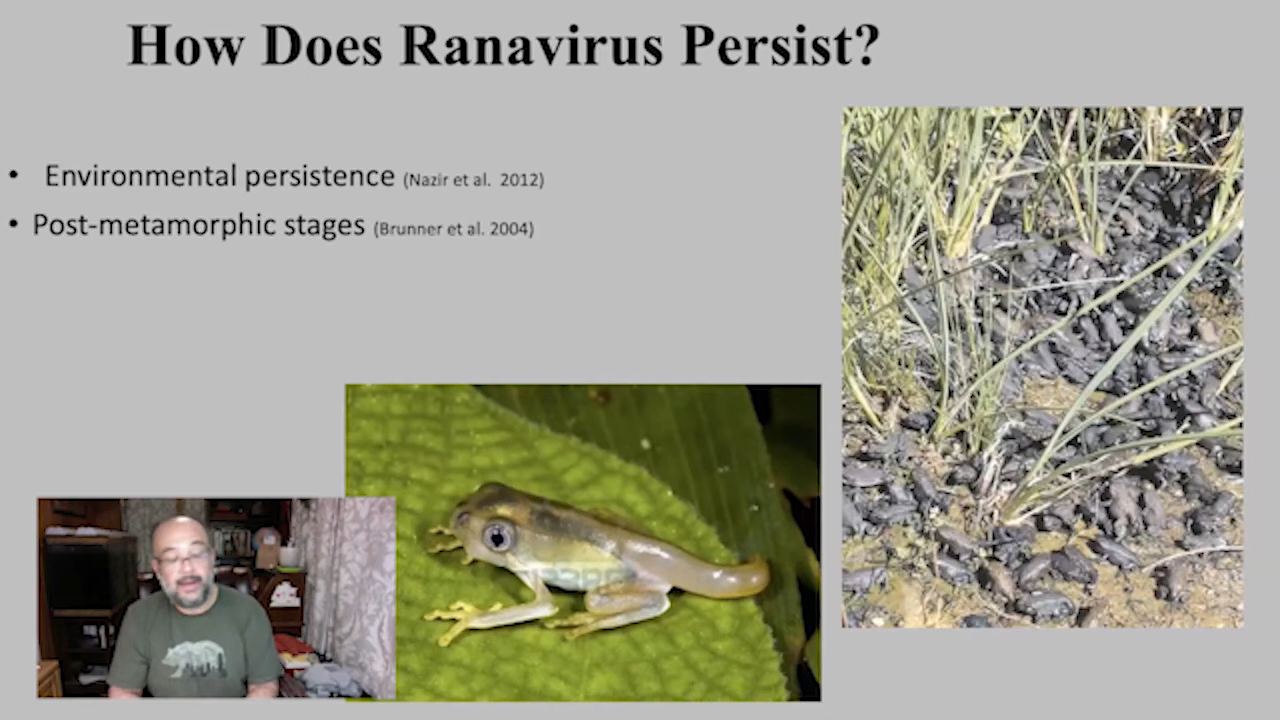 How Does Ranavirus Persist?
• Environmental persistence (Nazir et al. 2012)
• Post-metamorphic stages (Brunner et al. 2004)